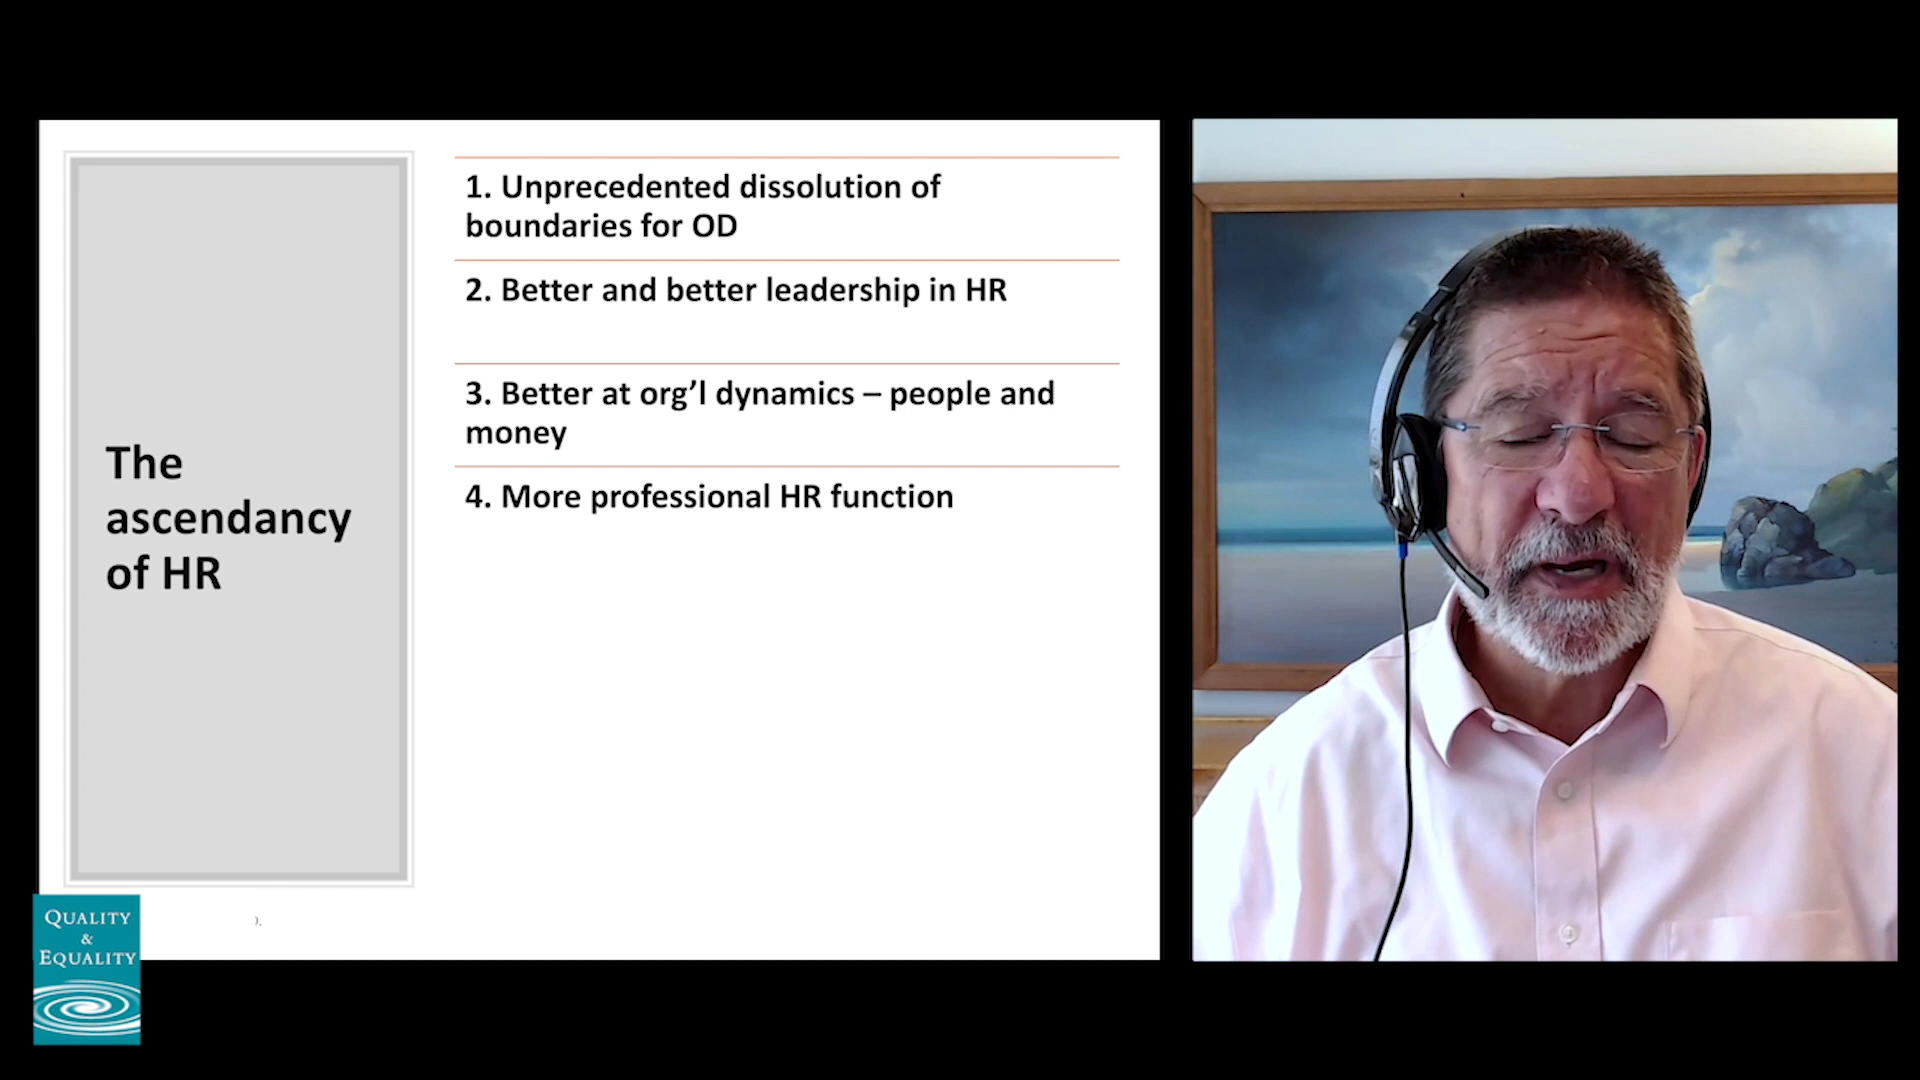 The
ascendancy
of HR
1. Unprecedented dissolution of
boundaries for OD
2. Better and better leadership in HR
3. Better at org’l dynamics – people and
money
4. More professional HR function
QUALITY
&
EQUALITY